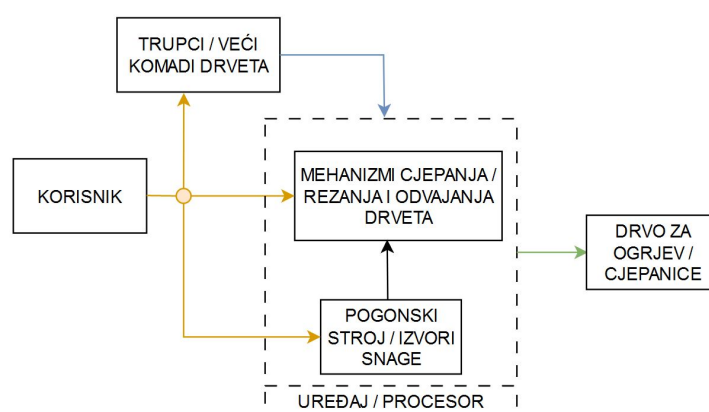 TRUPCI / VEĆI
KOMADI DRVETA
KORISNIK
MEHANIZMI CJEPANJA /
REZANJA I ODVAJANJA
DRVETA
DRVO ZA
OGRJEV /
CJEPANICE
POGONSKI
STROJ / IZVORI
SNAGE
UREĐAJ / PROCESOR